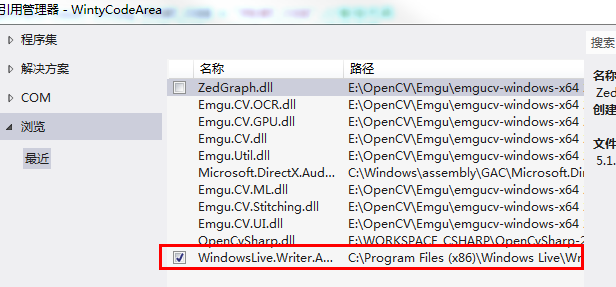 引用管理器 - WintyCodeArea
程序集
解决方案
COM
浏览
最近
名称 路径
ZedGraph.dll E:\OpenCV\Emgu\emgucv-windows-x64
Emgu.CV.OCR.dll E:\OpenCV\Emgu\emgucv-windows-x64
Emgu.CV.GPU.dll E:\OpenCV\Emgu\emgucv-windows-x64
Emgu.CV.dll E:\OpenCV\Emgu\emgucv-windows-x64
Emgu.Util.dll E:\OpenCV\Emgu\emgucv-windows-x64
Microsoft.DirectX.Aud... C:\Windows\assembly\GAC\Microsoft.Di
Emgu.CV.ML.dll E:\OpenCV\Emgu\emgucv-windows-x64
Emgu.CV.Stitching.dll E:\OpenCV\Emgu\emgucv-windows-x64
Emgu.CV.UI.dll E:\OpenCV\Emgu\emgucv-windows-x64
OpenCvSharp.dll E:\WORKSPACE_CSHARP\OpenCvSharp-2
WindowsLive.Writer.A... C:\Program Files (x86)\Windows Live\Wr
搜索
名称
Zed
创建
文件
5.1.